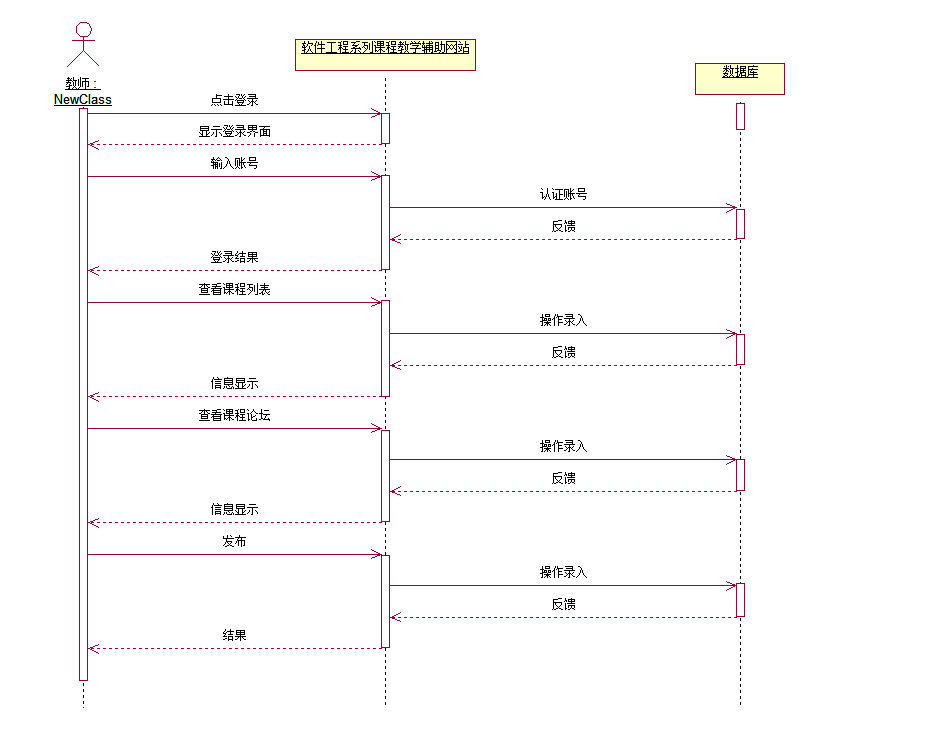 软件工程系列课程教学辅助网站
数据库
教师：
NewClass
点击登录
显示登录界面
输入账号
认证账号
反馈
登录结果
查看课程列表
操作录入
反馈
信息显示
查看课程论坛
操作录入
反馈
信息显示
发布
操作录入
反馈
结果